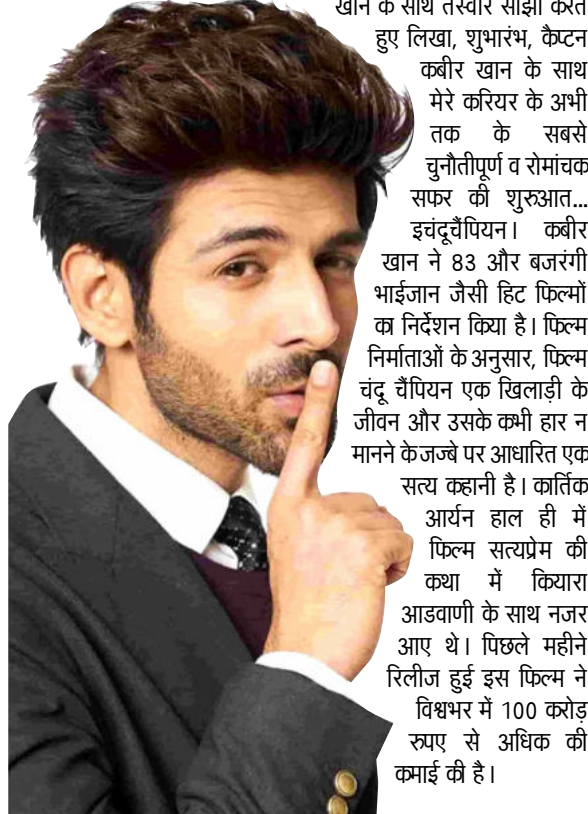 खान के साथ तस्वीर साझा करते
हुए लिखा, शुभारंभ, कैप्टन
कबीर खान के साथ
मेरे करियर के अभी
तक के सबसे
चुनौतीपूर्ण व रोमांचक
सफर की शुरुआत...
इचंदूचैंपियन। कबीर
खान ने 83 और बजरंगी
भाईजान जैसी हिट फिल्मों
का निर्देशन किया है। फिल्म
निर्माताओं के अनुसार, फिल्म
चंदू चैंपियन एक खिलाड़ी के
जीवन और उसके कभी हार न
मानने के जज्बे पर आधारित एक
सत्य कहानी है। कार्तिक
आर्यन हाल ही में
फिल्म सत्यप्रेम की
कथा में कियारा
आडवाणी के साथ नजर
आए थे। पिछले महीने
रिलीज हुई इस फिल्म ने
विश्वभर में 100 करोड़
रुपए से अधिक की
कमाई की है।